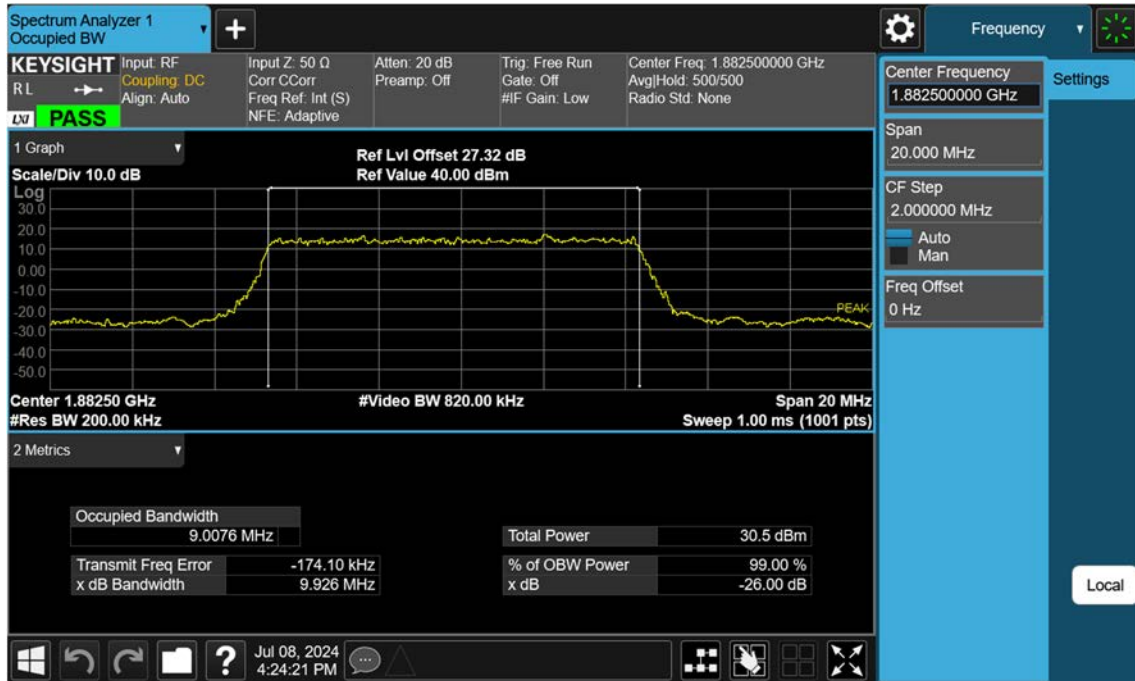 Spectrum Analyzer 1
Occupied BW
+
Frequency
KEYSIGHT
RL
LXI
PASS
Input: RF
Coupling: DC
Align: Auto
Input Z: 50 Ω
Corr CCorr
Freq Ref: Int (S)
NFE: Adaptive
Atten: 20 dB
Preamp: Off
Trig: Free Run
Gate: Off
#IF Gain: Low
Center Freq: 1.882500000 GHz
Avg|Hold: 500/500
Radio Std: None
Center Frequency
1.882500000 GHz
Settings
Span
20.000 MHz
CF Step
2.000000 MHz
Auto
Man
Freq Offset
0 Hz
Local
1 Graph
Scale/Div 10.0 dB
Ref Lvl Offset 27.32 dB
Ref Value 40.00 dBm
Log
30.0
20.0
10.0
0.00
-10.0
-20.0
-30.0
-40.0
-50.0
PEAK
Center 1.88250 GHz
#Video BW 820.00 kHz
Span 20 MHz
#Res BW 200.00 kHz
Sweep 1.00 ms (1001 pts)
2 Metrics
Occupied Bandwidth
9.0076 MHz
Total Power 30.5 dBm
Transmit Freq Error -174.10 kHz
% of OBW Power 99.00 %
x dB Bandwidth 9.926 MHz
x dB -26.00 dB
?
Jul 08, 2024
4:24:21 PM